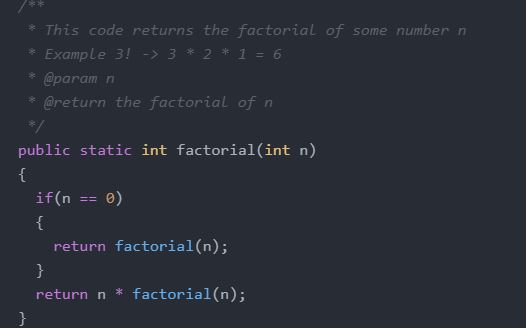 /**
 * This code returns the factorial of some number n
 * Example 3! -> 3 * 2 * 1 = 6
 * @param n
 * @return the factorial of n
 */
public static int factorial(int n)
{
  if(n == 0)
  {
    return factorial(n);
  }
  return n * factorial(n);
}